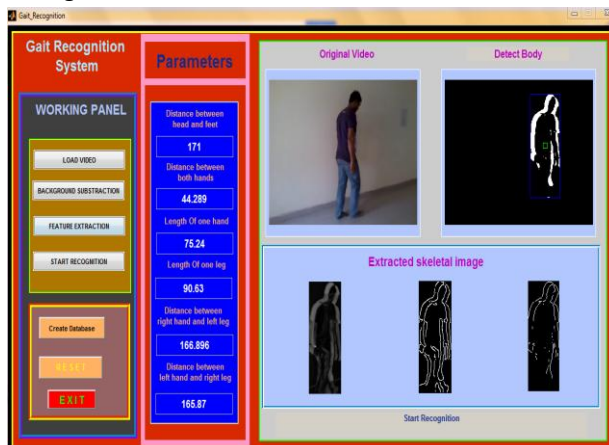 Gait_Recognition
Gait Recognition
System
WORKING PANEL
LOAD VIDEO
BACKGROUND SUBSTRACTION
FEATURE EXTRACTION
START RECOGNITION
Create Database
RESET
EXIT
Parameters
Distance between
head and feet
171
Distance between
both hands
44.289
Length Of one hand
75.24
Length Of one leg
90.63
Distance between
right hand and left leg
166.896
Distance between
left hand and right leg
165.87
Original Video
Detect Body
Extracted skeletal image
Start Recognition